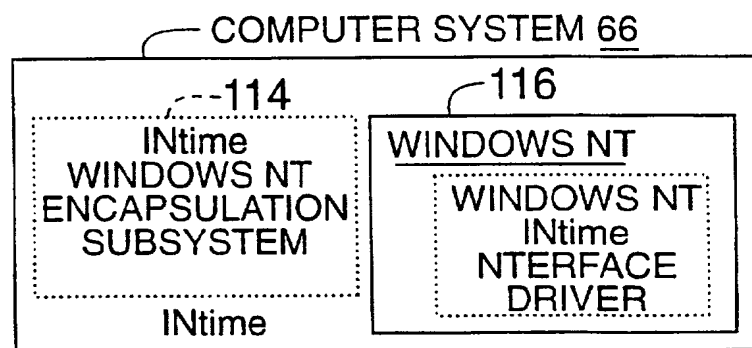 COMPUTER SYSTEM 66
114
INtime
WINDOWS NT
ENCAPSULATION
SUBSYSTEM
INtime
116
WINDOWS NT
WINDOWS NT
INtime
NTERFACE
DRIVER